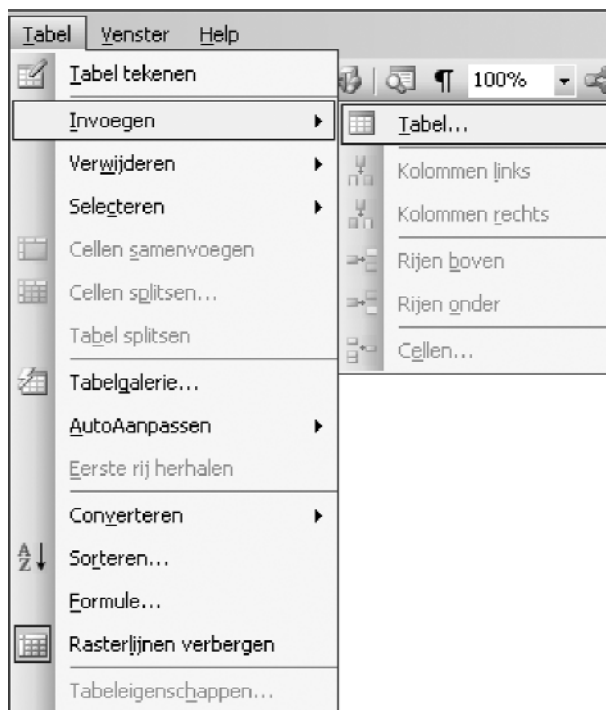 Tabel Venster Help
Tabel tekenen
100%
Invoegen
Tabel...
Verwijderen
Kolommen links
Selecteren
Kolommen rechts
Cellen samenvoegen
Rijen boven
Cellen splitsen...
Rijen onder
Tabel splitsen
Cellen...
Tabelgalerie...
AutoAanpassen
Eerste rij herhalen
Converteren
Sorteren...
Formule...
Rasterlijnen verbergen
Tabeleigenschappen...